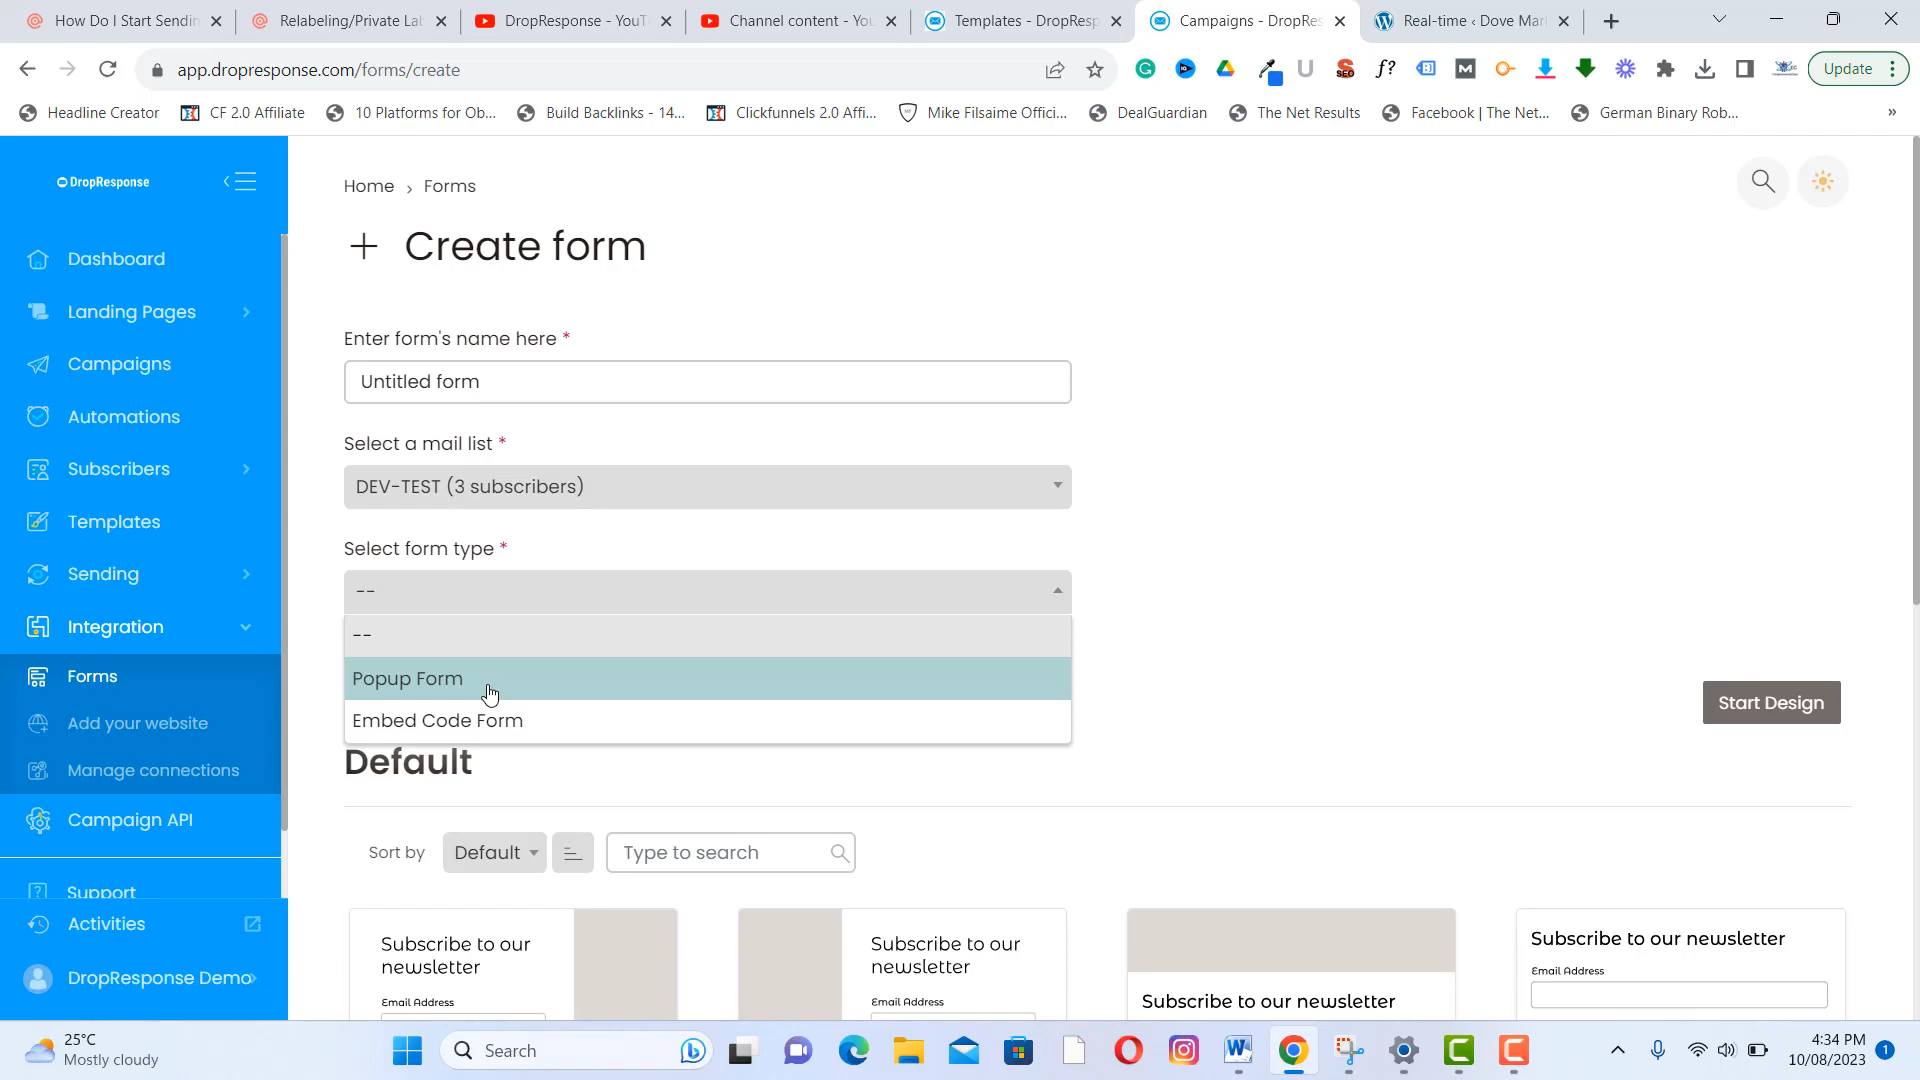 How Do I Start Sendin
Relabeling/Private Lab
DropResponse - YouT
Channel content - You
Templates - DropResp
Campaigns - DropRes
Real-time ‹ Dove Mar
app.dropresponse.com/forms/create
Update
Headline Creator
CF 2.0 Affiliate
10 Platforms for Ob...
Build Backlinks - 14...
Clickfunnels 2.0 Affi...
Mike Filsaime Offici...
DealGuardian
The Net Results
Facebook | The Net...
German Binary Rob...
»
DropResponse
Dashboard
Landing Pages
Campaigns
Automations
Subscribers
Templates
Sending
Integration
Forms
Add your website
Manage connections
Campaign API
Support
Activities
DropResponse Demo
Home › Forms
+ Create form
Enter form's name here *
Untitled form
Select a mail list *
DEV-TEST (3 subscribers)
Select form type *
--
--
Popup Form
Embed Code Form
Start Design
Default
Sort by
Default
Type to search
Subscribe to our
newsletter
Email Address
Subscribe to our
newsletter
Email Address
Subscribe to our newsletter
Subscribe to our newsletter
Email Address
25°C
Mostly cloudy
Search
4:34 PM
10/08/2023
1